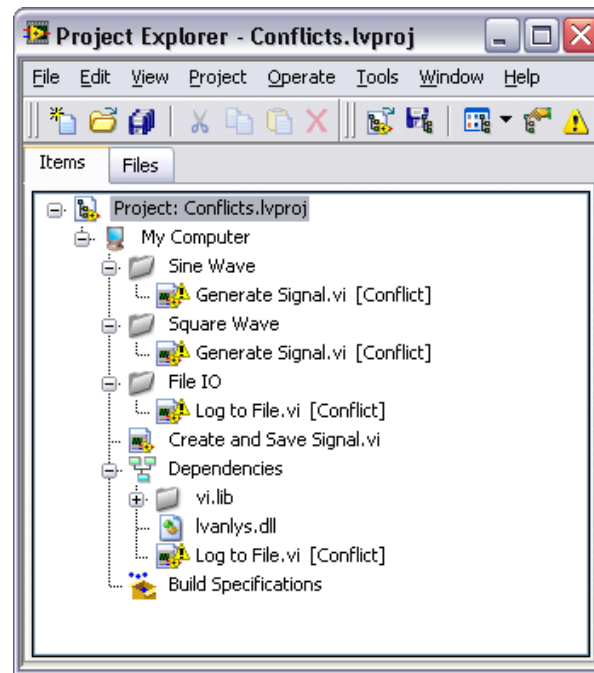 Project Explorer - Conflicts.lvproj
File Edit View Project Operate Tools Window Help
Items Files
Project: Conflicts.lvproj
My Computer
Sine Wave
Generate Signal.vi [Conflict]
Square Wave
Generate Signal.vi [Conflict]
File IO
Log to File.vi [Conflict]
Create and Save Signal.vi
Dependencies
vi.lib
lvanlys.dll
Log to File.vi [Conflict]
Build Specifications